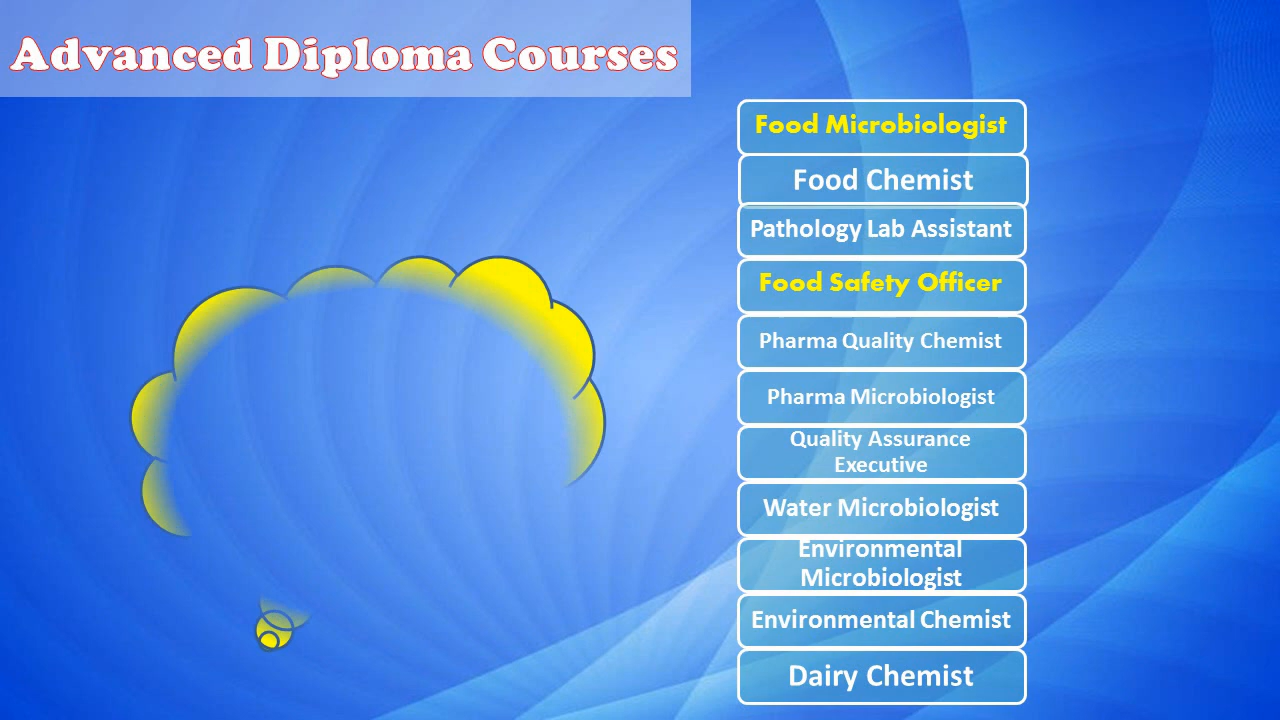 Advanced Diploma Courses
Food Microbiologist
Food Chemist
Pathology Lab Assistant
Food Safety Officer
Pharma Quality Chemist
Pharma Microbiologist
Quality Assurance
Executive
Water Microbiologist
Environmental
Microbiologist
Environmental Chemist
Dairy Chemist